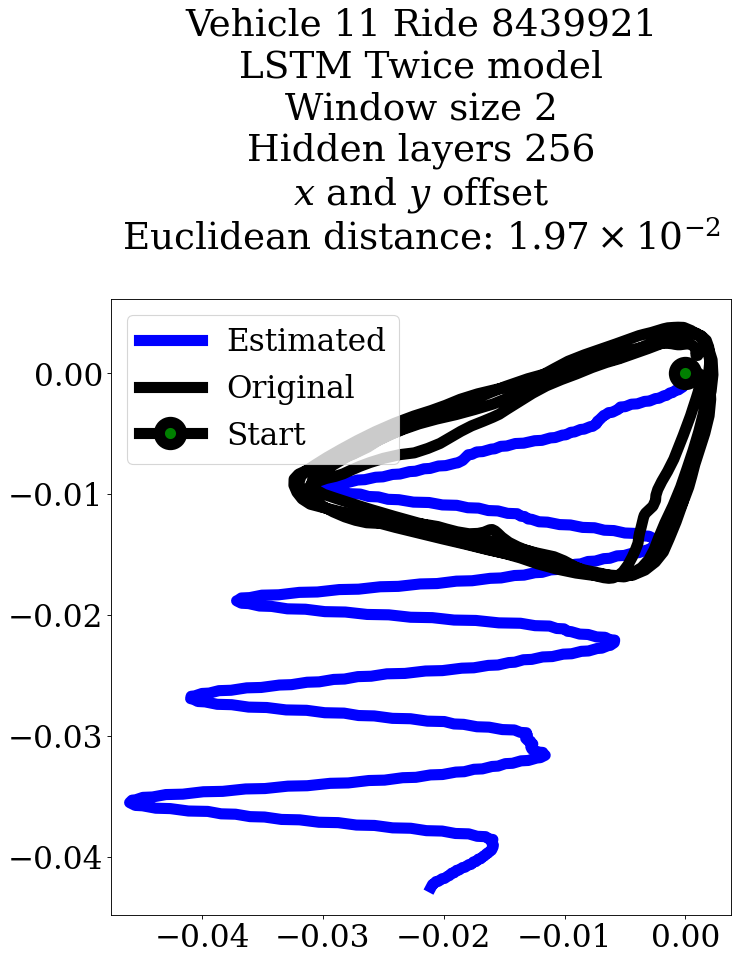 Vehicle 11 Ride 8439921
LSTM Twice model
Window size 2
Hidden layers 256
x and y offset
Euclidean distance: 1.97 × 10⁻²
Estimated
Original
Start
0.00
−0.01
−0.02
−0.03
−0.04
−0.04 −0.03 −0.02 −0.01 0.00